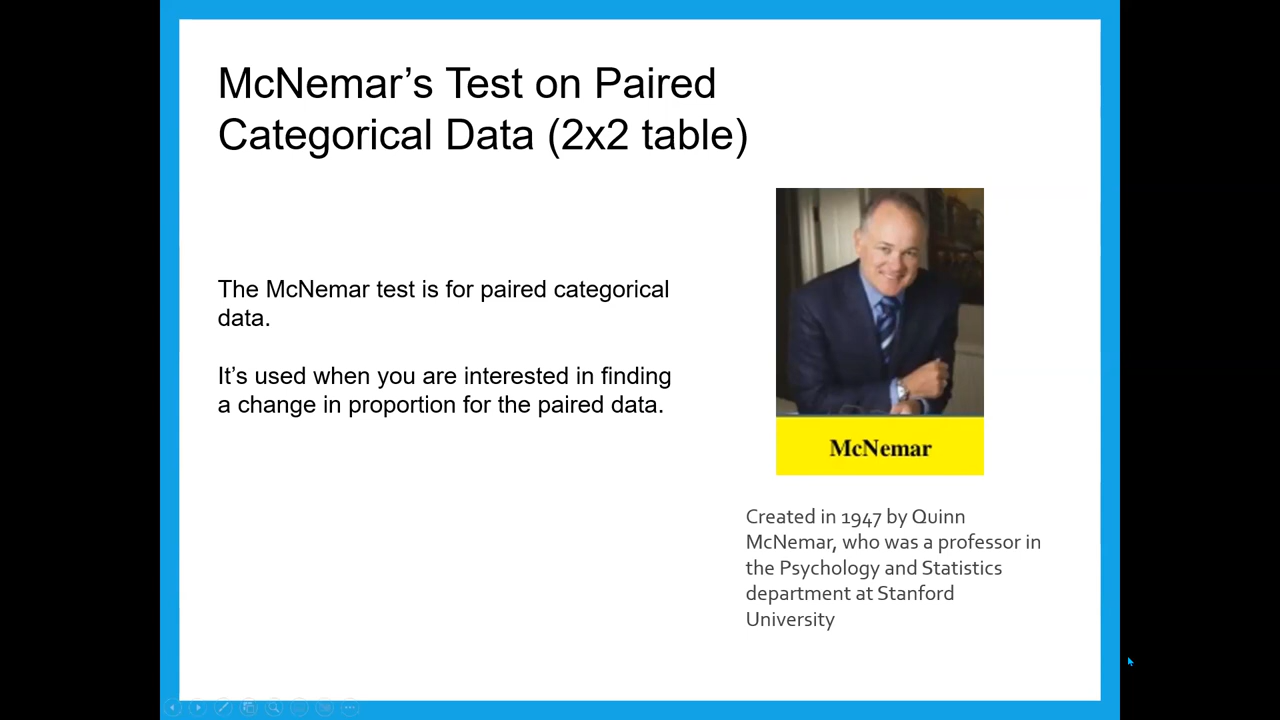 McNemar’s Test on Paired
Categorical Data (2x2 table)
The McNemar test is for paired categorical
data.
It’s used when you are interested in finding
a change in proportion for the paired data.
McNemar
Created in 1947 by Quinn
McNemar, who was a professor in
the Psychology and Statistics
department at Stanford
University